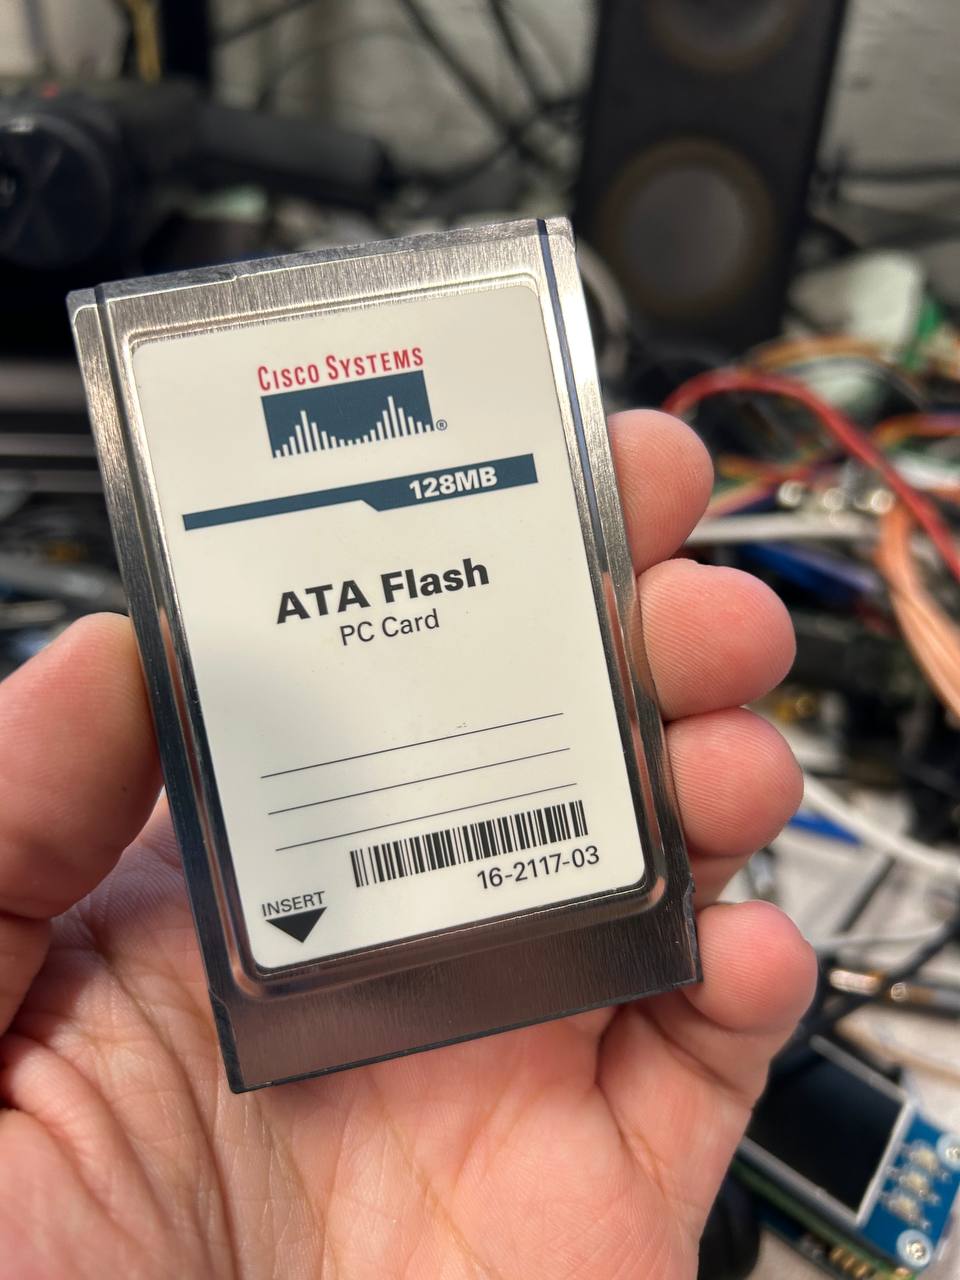 CISCO SYSTEMS
®
128MB
ATA Flash
PC Card
16-2117-03
INSERT